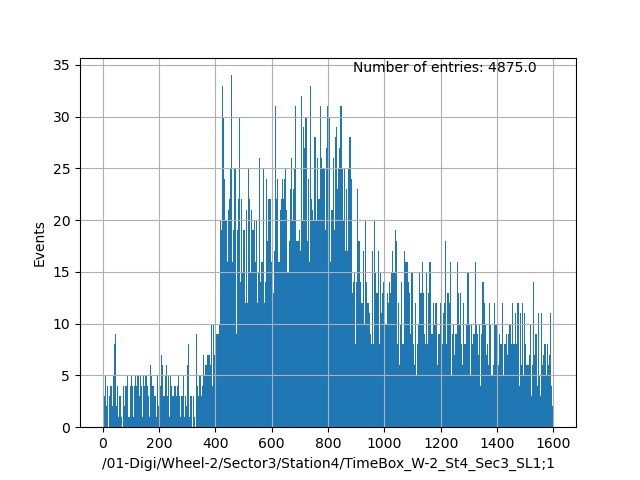 Number of entries: 4875.0
35
30
25
20
15
10
5
0
Events
0 200 400 600 800 1000 1200 1400 1600
/01-Digi/Wheel-2/Sector3/Station4/TimeBox_W-2_St4_Sec3_SL1;1